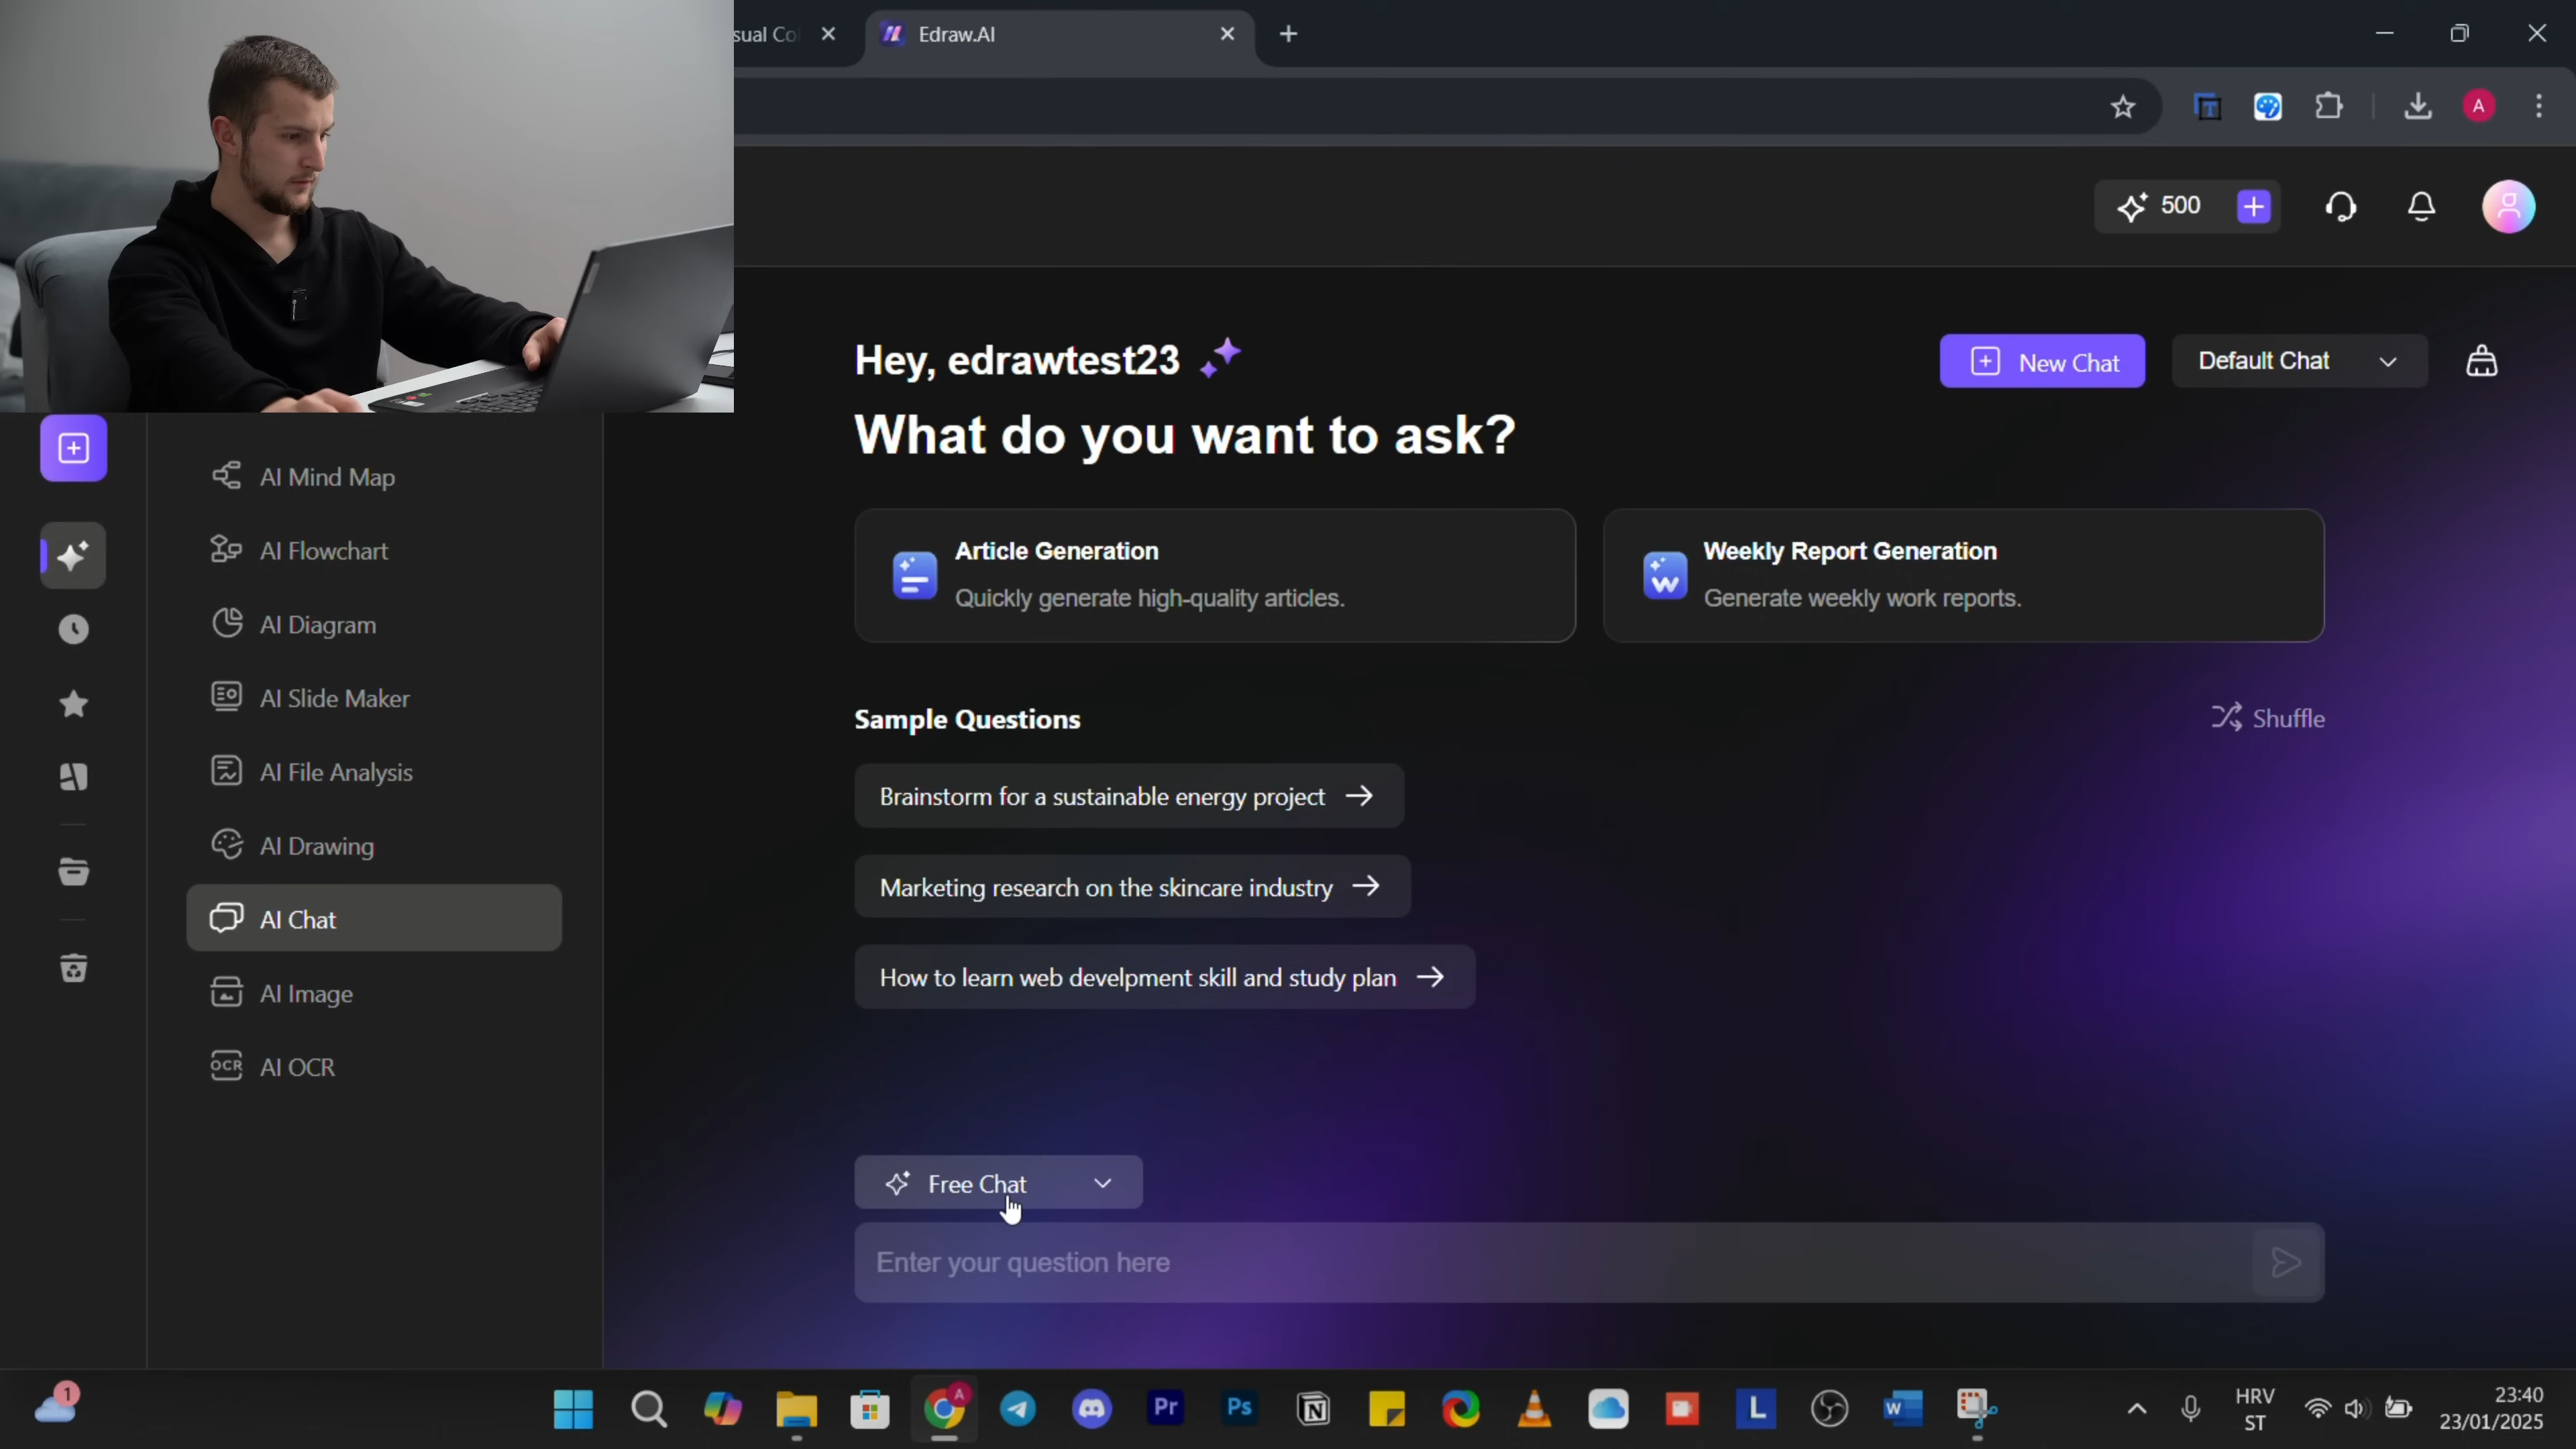 sual Co
Edraw.AI
A
500
Hey, edrawtest23
New Chat
Default Chat
What do you want to ask?
AI Mind Map
AI Flowchart
AI Diagram
AI Slide Maker
AI File Analysis
AI Drawing
AI Chat
AI Image
OCR AI OCR
Article Generation
Quickly generate high-quality articles.
W
Weekly Report Generation
Generate weekly work reports.
Sample Questions
Shuffle
Brainstorm for a sustainable energy project
Marketing research on the skincare industry
How to learn web develpment skill and study plan
Free Chat
Enter your question here
1
A
Pr
Ps
N
L
W
HRV
ST
23:40
23/01/2025